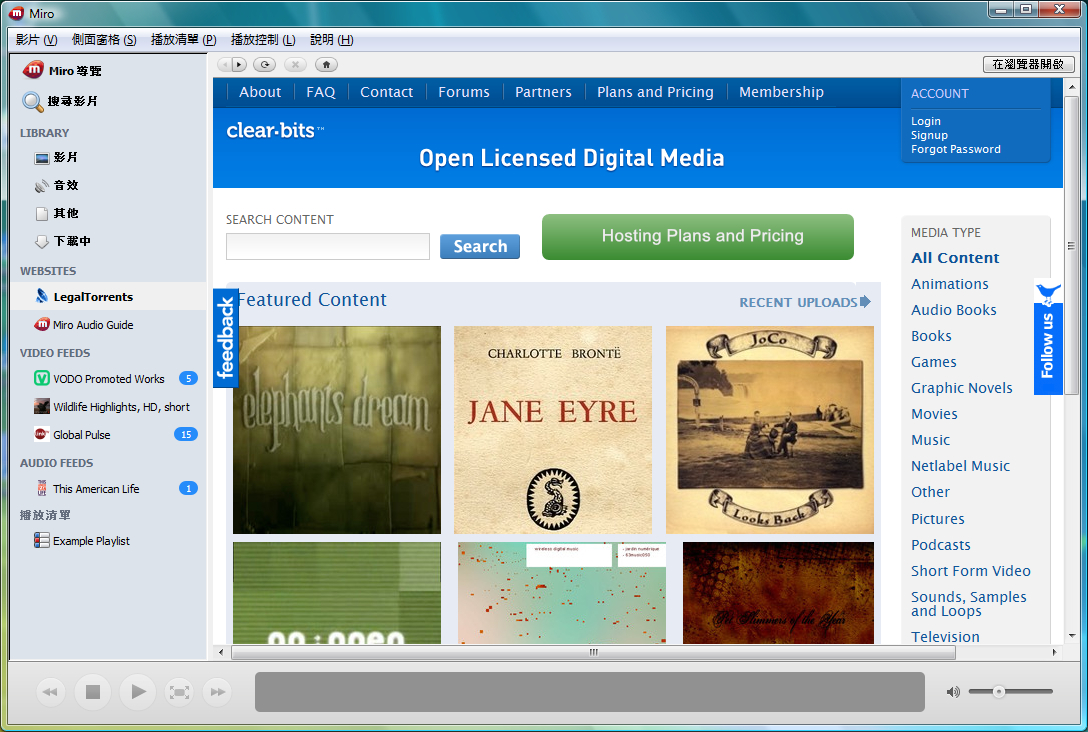 Miro
影片 (V) 側面窗格 (S) 播放清單 (P) 播放控制 (L) 說明 (H)
Miro 導覽
搜尋影片
LIBRARY
影片
音效
其他
下載中
WEBSITES
LegalTorrents
Miro Audio Guide
VIDEO FEEDS
VODO Promoted Works 5
Wildlife Highlights, HD, short
Global Pulse 15
AUDIO FEEDS
This American Life 1
播放清單
Example Playlist
在瀏覽器開啟
About FAQ Contact Forums Partners Plans and Pricing Membership
ACCOUNT
Login
Signup
Forgot Password
clear-bits™
Open Licensed Digital Media
SEARCH CONTENT
Search
Hosting Plans and Pricing
feedback
Featured Content
RECENT UPLOADS
elephants dream
CHARLOTTE BRONTË
JANE EYRE
JoCo
Looks Back
wireless digital music
- jardin numérique
MEDIA TYPE
All Content
Animations
Audio Books
Books
Games
Graphic Novels
Movies
Music
Netlabel Music
Other
Pictures
Podcasts
Short Form Video
Sounds, Samples
and Loops
Television
Follow us